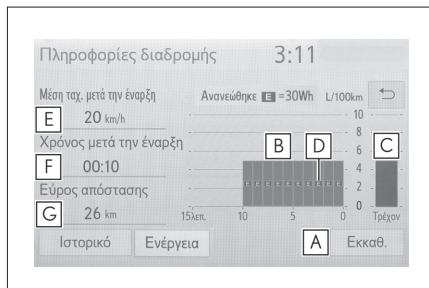 Πληροφορίες διαδρομής 3:11
Μέση ταχ. μετά την έναρξη Ανανεώθηκε E =30Wh L/100km
E 20 km/h
Χρόνος μετά την έναρξη
F 00:10
Εύρος απόστασης
G 26 km
10
8
6
4
2
0
B D C
E E E E E E E E E E
15λεπ. 10 5 0 Τρέχον
Ιστορικό Ενέργεια A Εκκαθ.